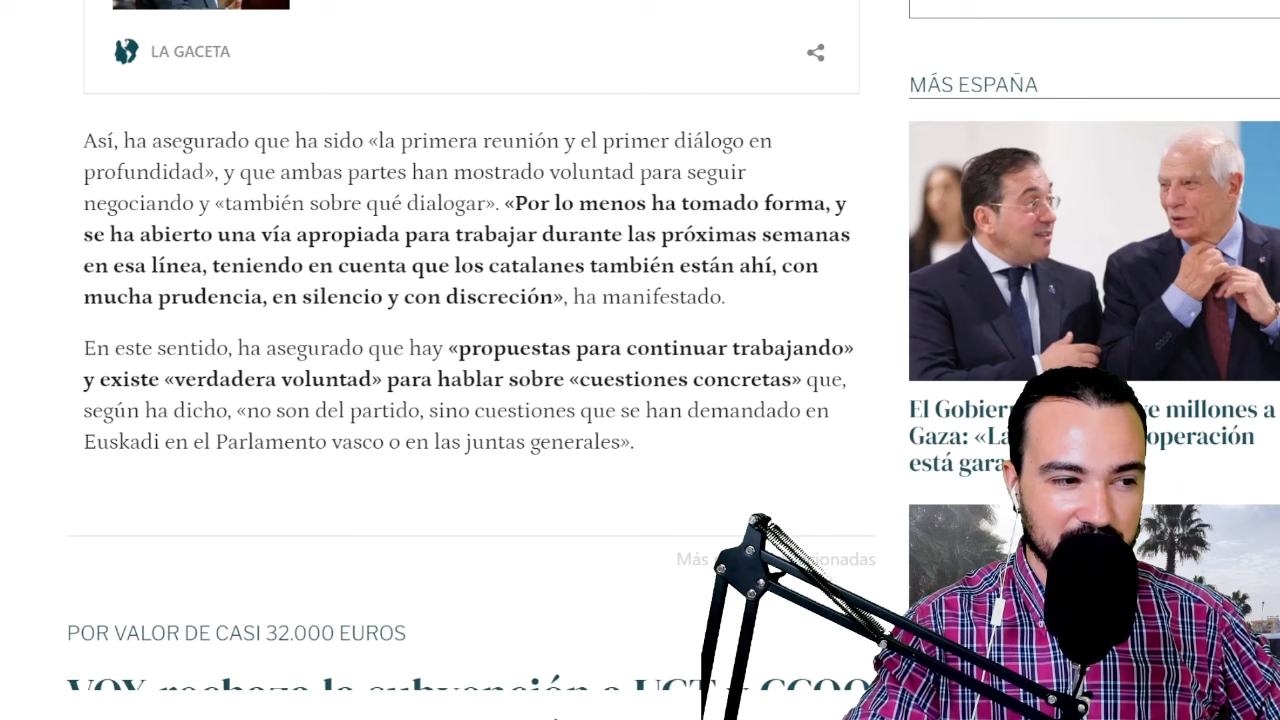 LA GACETA
Así, ha asegurado que ha sido «la primera reunión y el primer diálogo en
profundidad», y que ambas partes han mostrado voluntad para seguir
negociando y «también sobre qué dialogar». «Por lo menos ha tomado forma, y
se ha abierto una vía apropiada para trabajar durante las próximas semanas
en esa línea, teniendo en cuenta que los catalanes también están ahí, con
mucha prudencia, en silencio y con discreción», ha manifestado.
En este sentido, ha asegurado que hay «propuestas para continuar trabajando»
y existe «verdadera voluntad» para hablar sobre «cuestiones concretas» que,
según ha dicho, «no son del partido, sino cuestiones que se han demandado en
Euskadi en el Parlamento vasco o en las juntas generales».
Más
POR VALOR DE CASI 32.000 EUROS
VOX rechaza la subvención a UGT y CCOO
MÁS ESPAÑA
El millones a
Gaza:
está